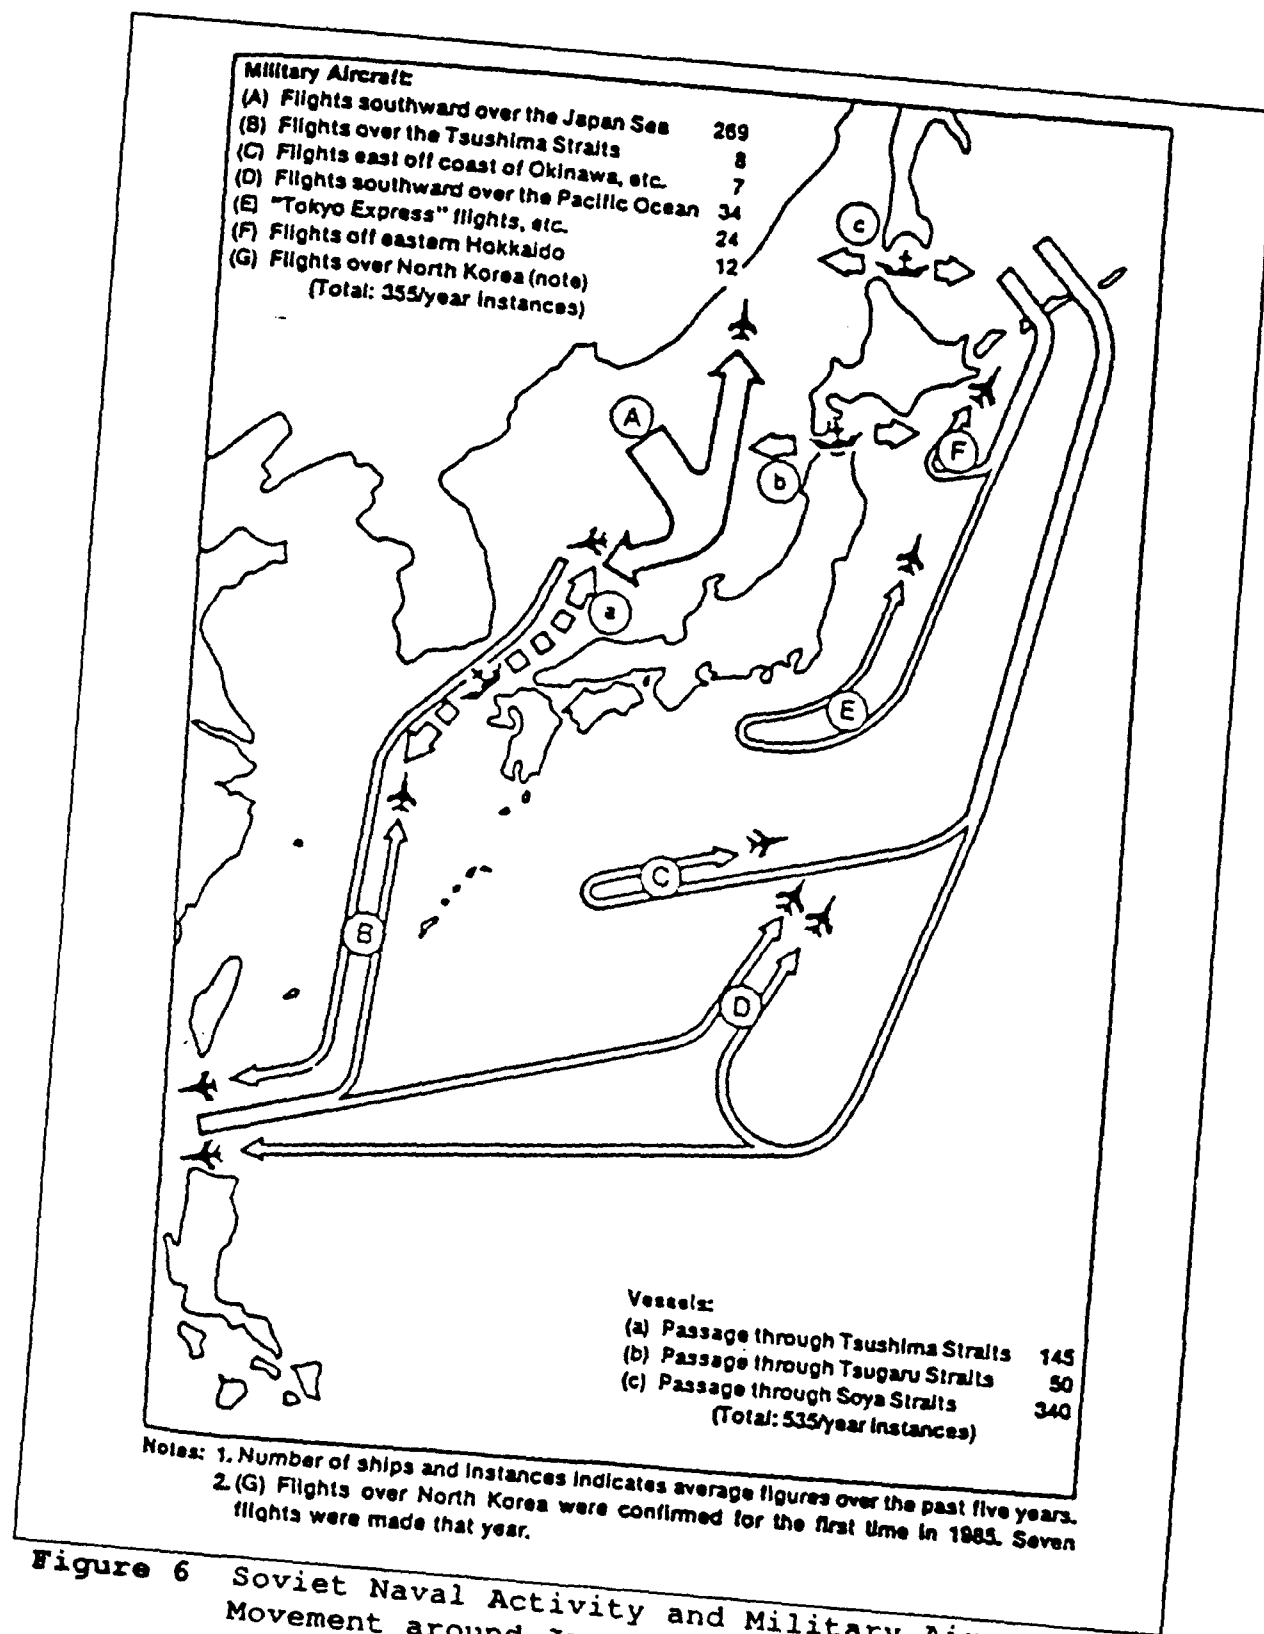 Military Aircraft:
(A) Flights southward over the Japan Sea 269
(B) Flights over the Tsushima Straits 8
(C) Flights east off coast of Okinawa, etc. 7
(D) Flights southward over the Pacific Ocean 34
(E) "Tokyo Express" flights, etc. 24
(F) Flights off eastern Hokkaido 12
(G) Flights over North Korea (note)
(Total: 355/year instances)
c
A
F
b
a
E
C
B
D
Vessels:
(a) Passage through Tsushima Straits 145
(b) Passage through Tsugaru Straits 50
(c) Passage through Soya Straits 340
(Total: 535/year instances)
Notes: 1. Number of ships and instances indicates average figures over the past five years.
2. (G) Flights over North Korea were confirmed for the first time in 1985. Seven
flights were made that year.
Figure 6 Soviet Naval Activity and Military
Movement around